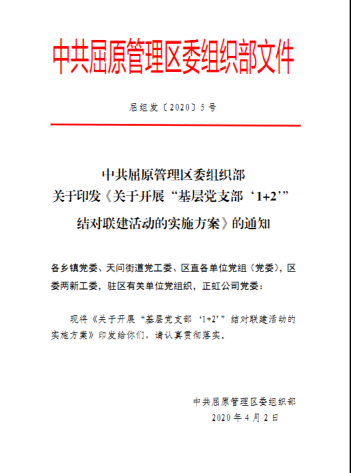 中共屈原管理区委组织部文件
屈组发〔2020〕5号
中共屈原管理区委组织部
关于印发《关于开展“基层党支部‘1+2’”
结对联建活动的实施方案》的通知
各乡镇党委、天问街道党工委、区直各单位党组（党委），区
委两新工委，驻区有关单位党组织，正虹公司党委：
现将《关于开展“基层党支部‘1+2’”结对联建活动的
实施方案》印发给你们，请认真贯彻落实。
中共屈原管理区委组织部
2020年4月2日